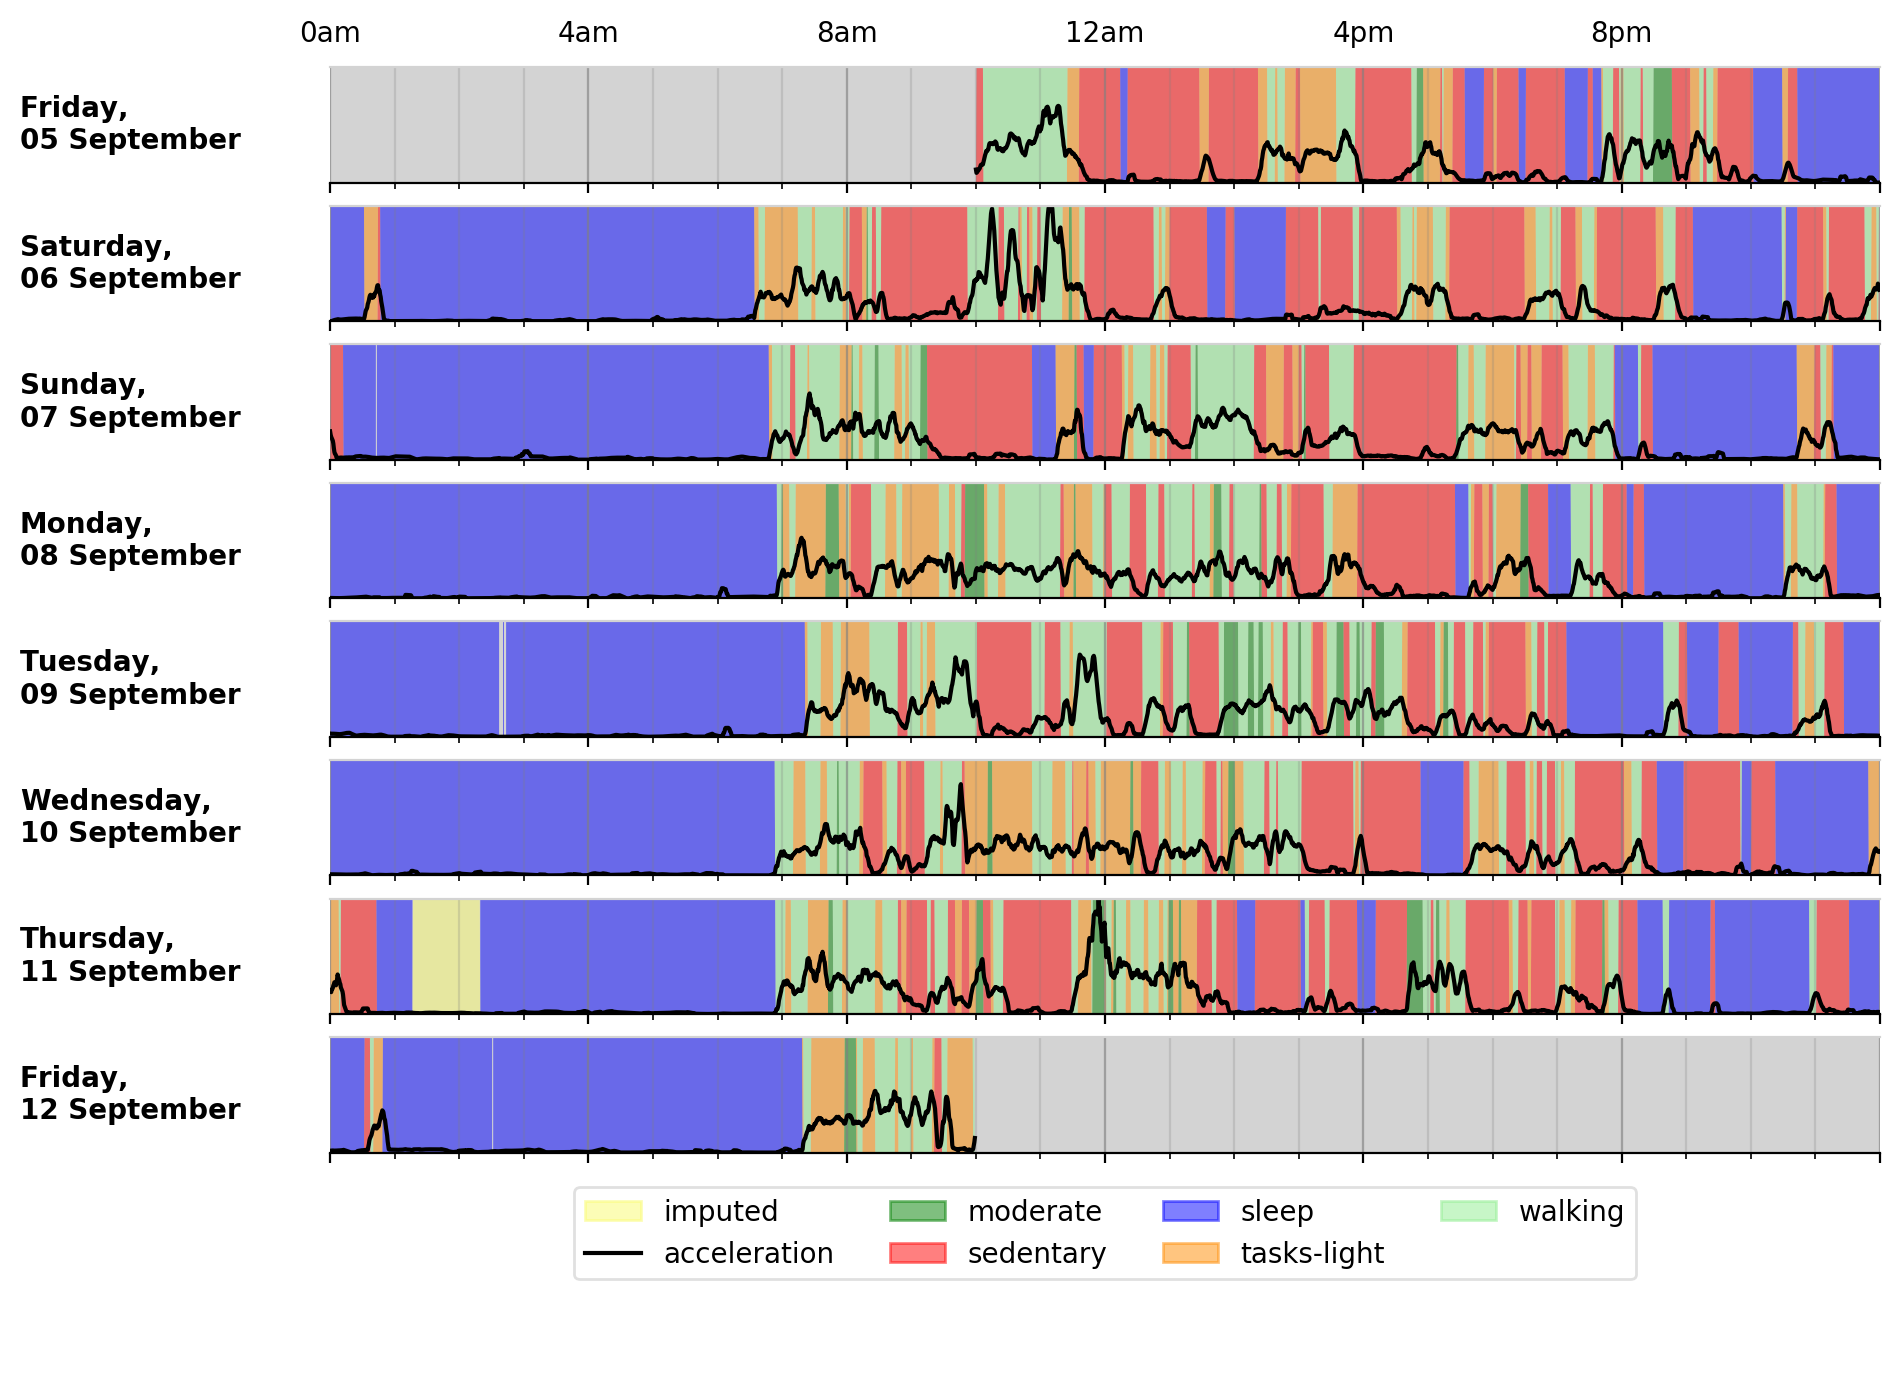 0am 4am 8am 12am 4pm 8pm
Friday,
05 September
Saturday,
06 September
Sunday,
07 September
Monday,
08 September
Tuesday,
09 September
Wednesday,
10 September
Thursday,
11 September
Friday,
12 September
imputed moderate sleep walking
acceleration sedentary tasks-light